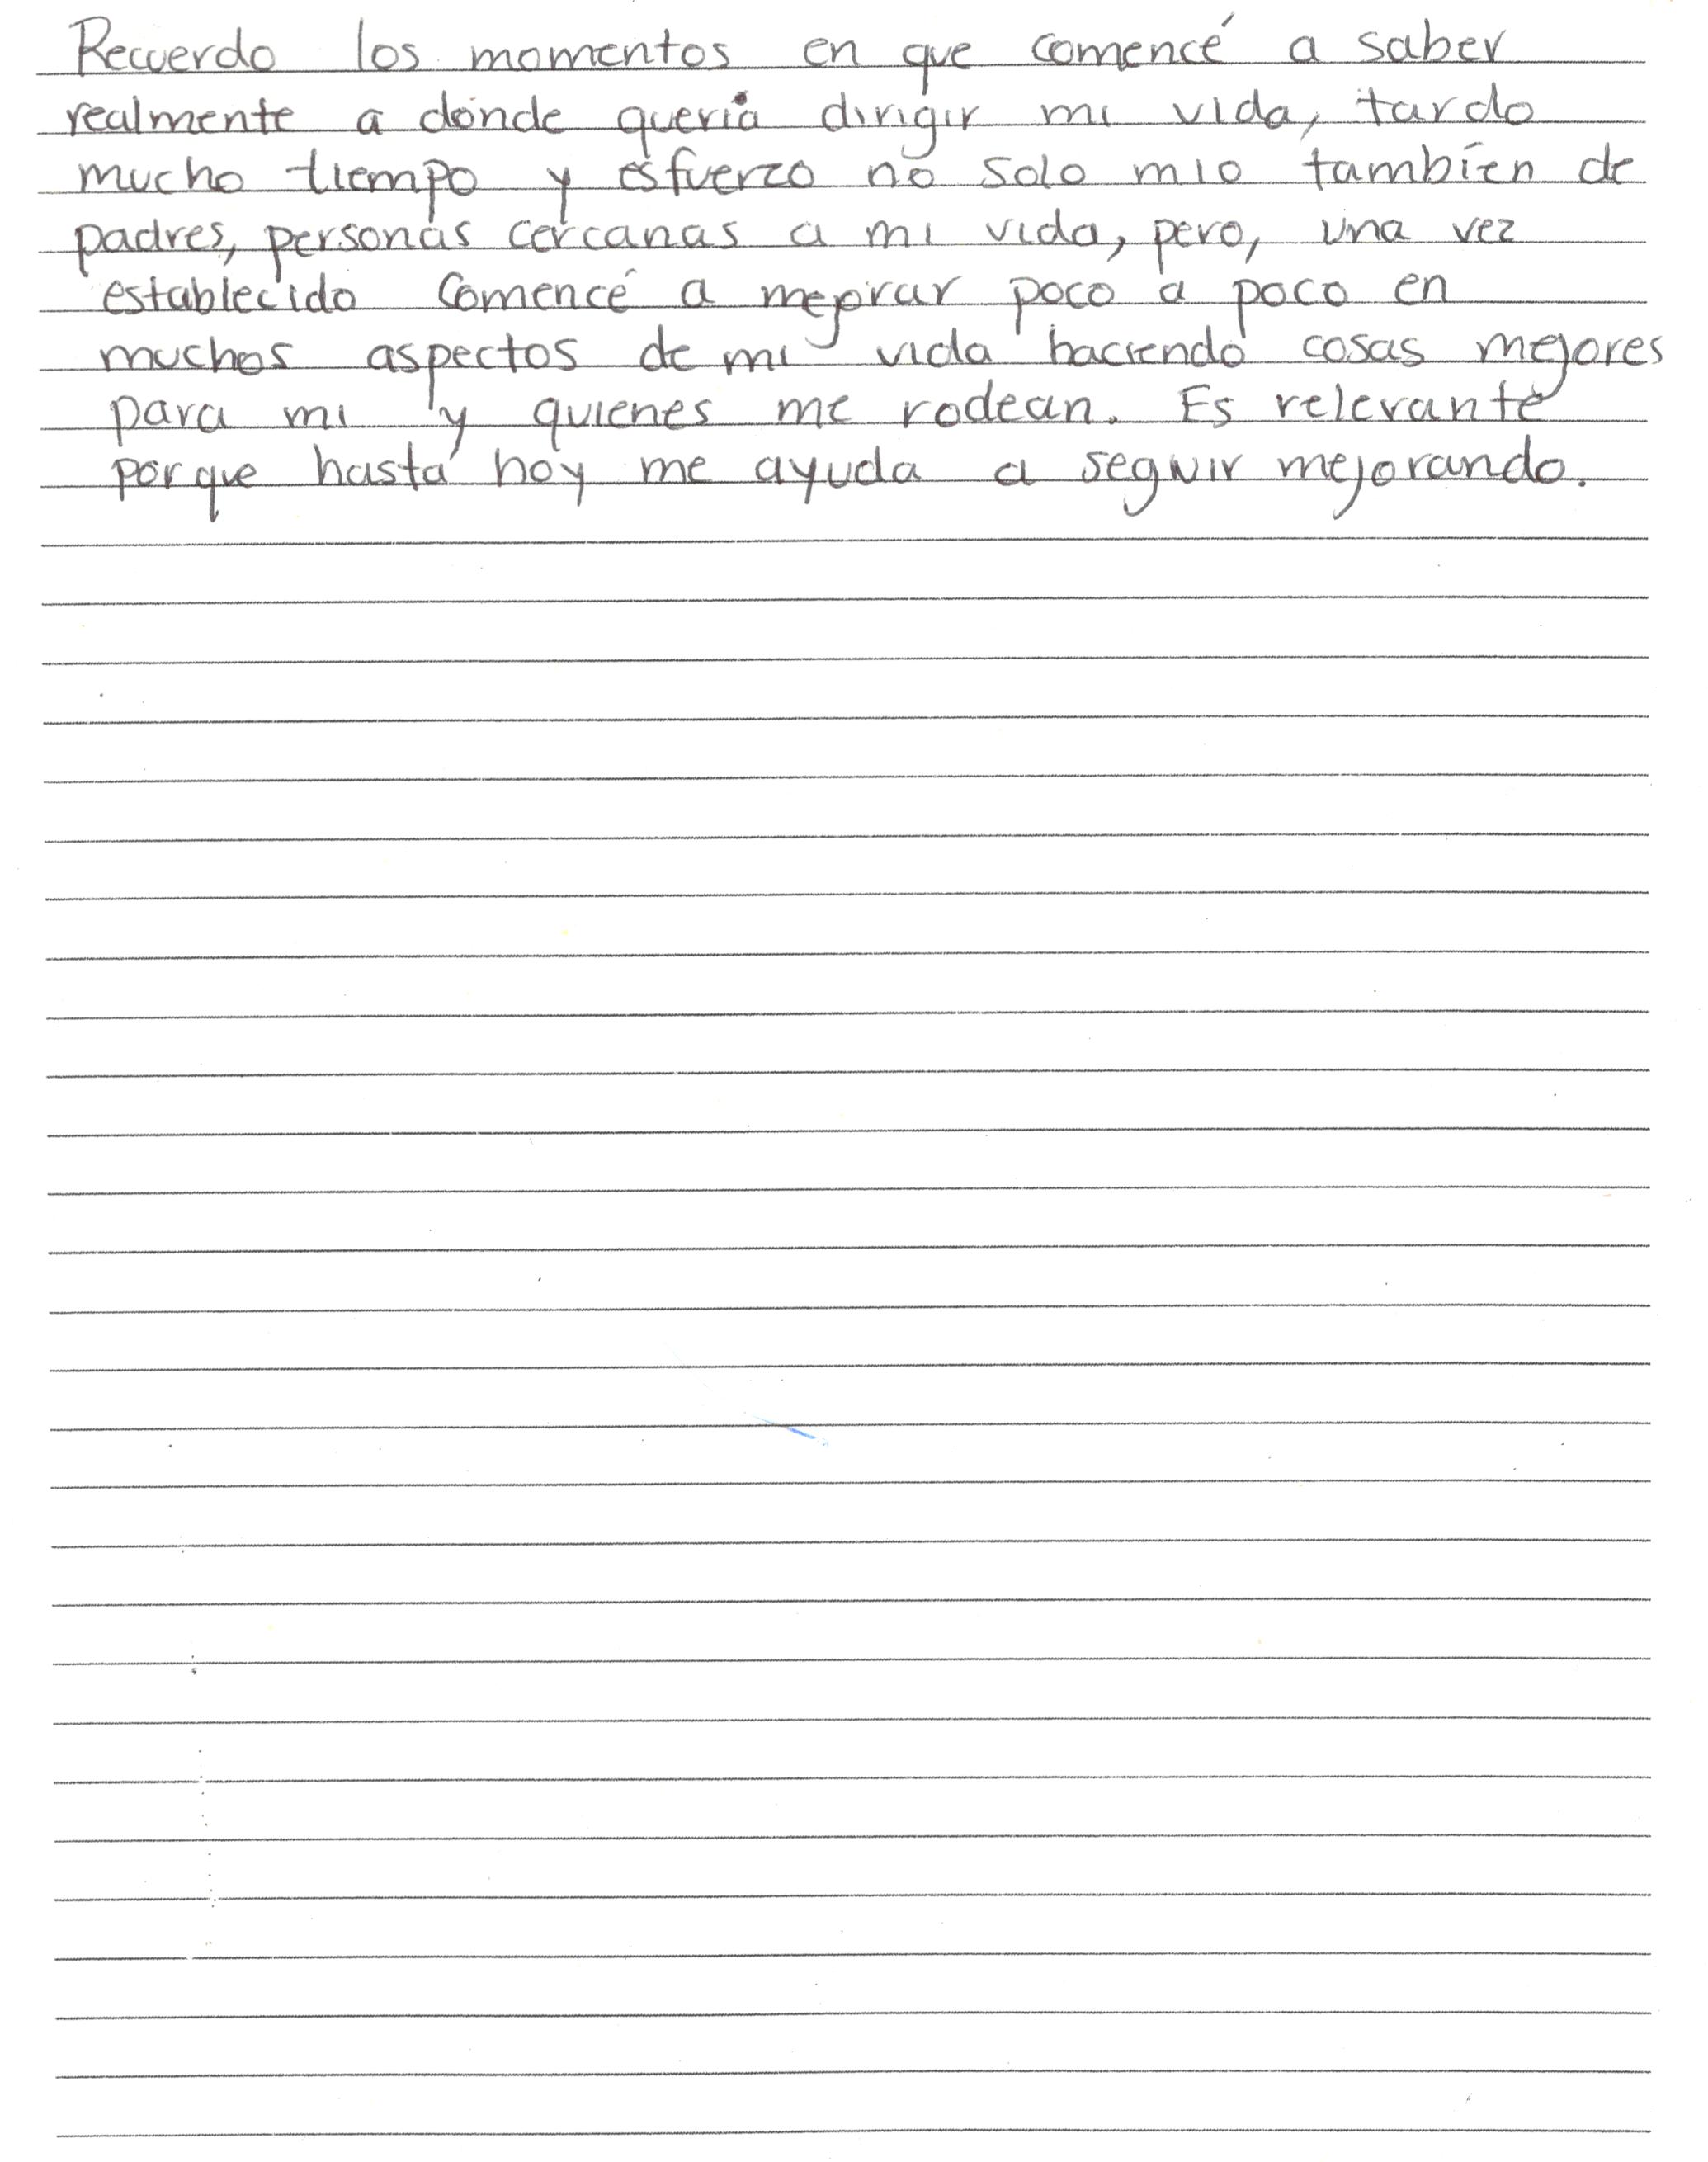 Recuerdo los momentos en que comencé a saber
realmente a donde queria dirigir mi vida, tardo
mucho tiempo y esfuerzo no solo mio tambien de
padres, personas cercanas a mi vida, pero, una vez
establecido comencé a mejorar poco a poco en
muchos aspectos de mi vida haciendo cosas mejores
para mi y quienes me rodean. Es relevante
porque hasta hoy me ayuda a seguir mejorando.